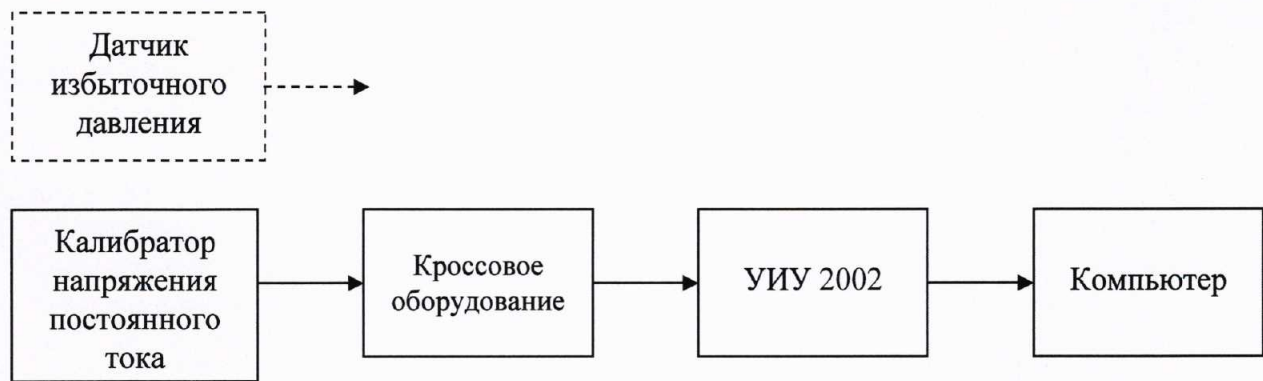 Датчик
избыточного
давления
Калибратор
напряжения
постоянного
тока
Кроссовое
оборудование
УИУ 2002
Компьютер